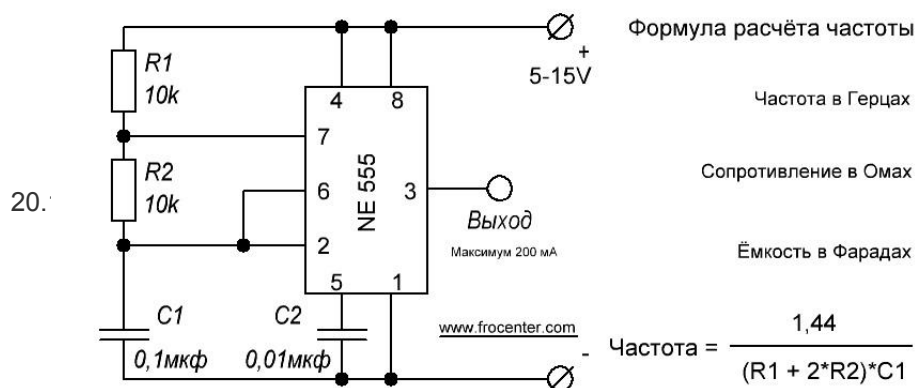 Формула расчёта частоты
+
5-15V
R1
10k
4 8
Частота в Герцах
7
R2
10k
6
NE 555
3
Сопротивление в Омах
20.
2
Выход
Максимум 200 мА
Ёмкость в Фарадах
5 1
C1
0,1мкф
C2
0,01мкф
www.frocenter.com
-
Частота = 1,44
(R1 + 2*R2)*C1